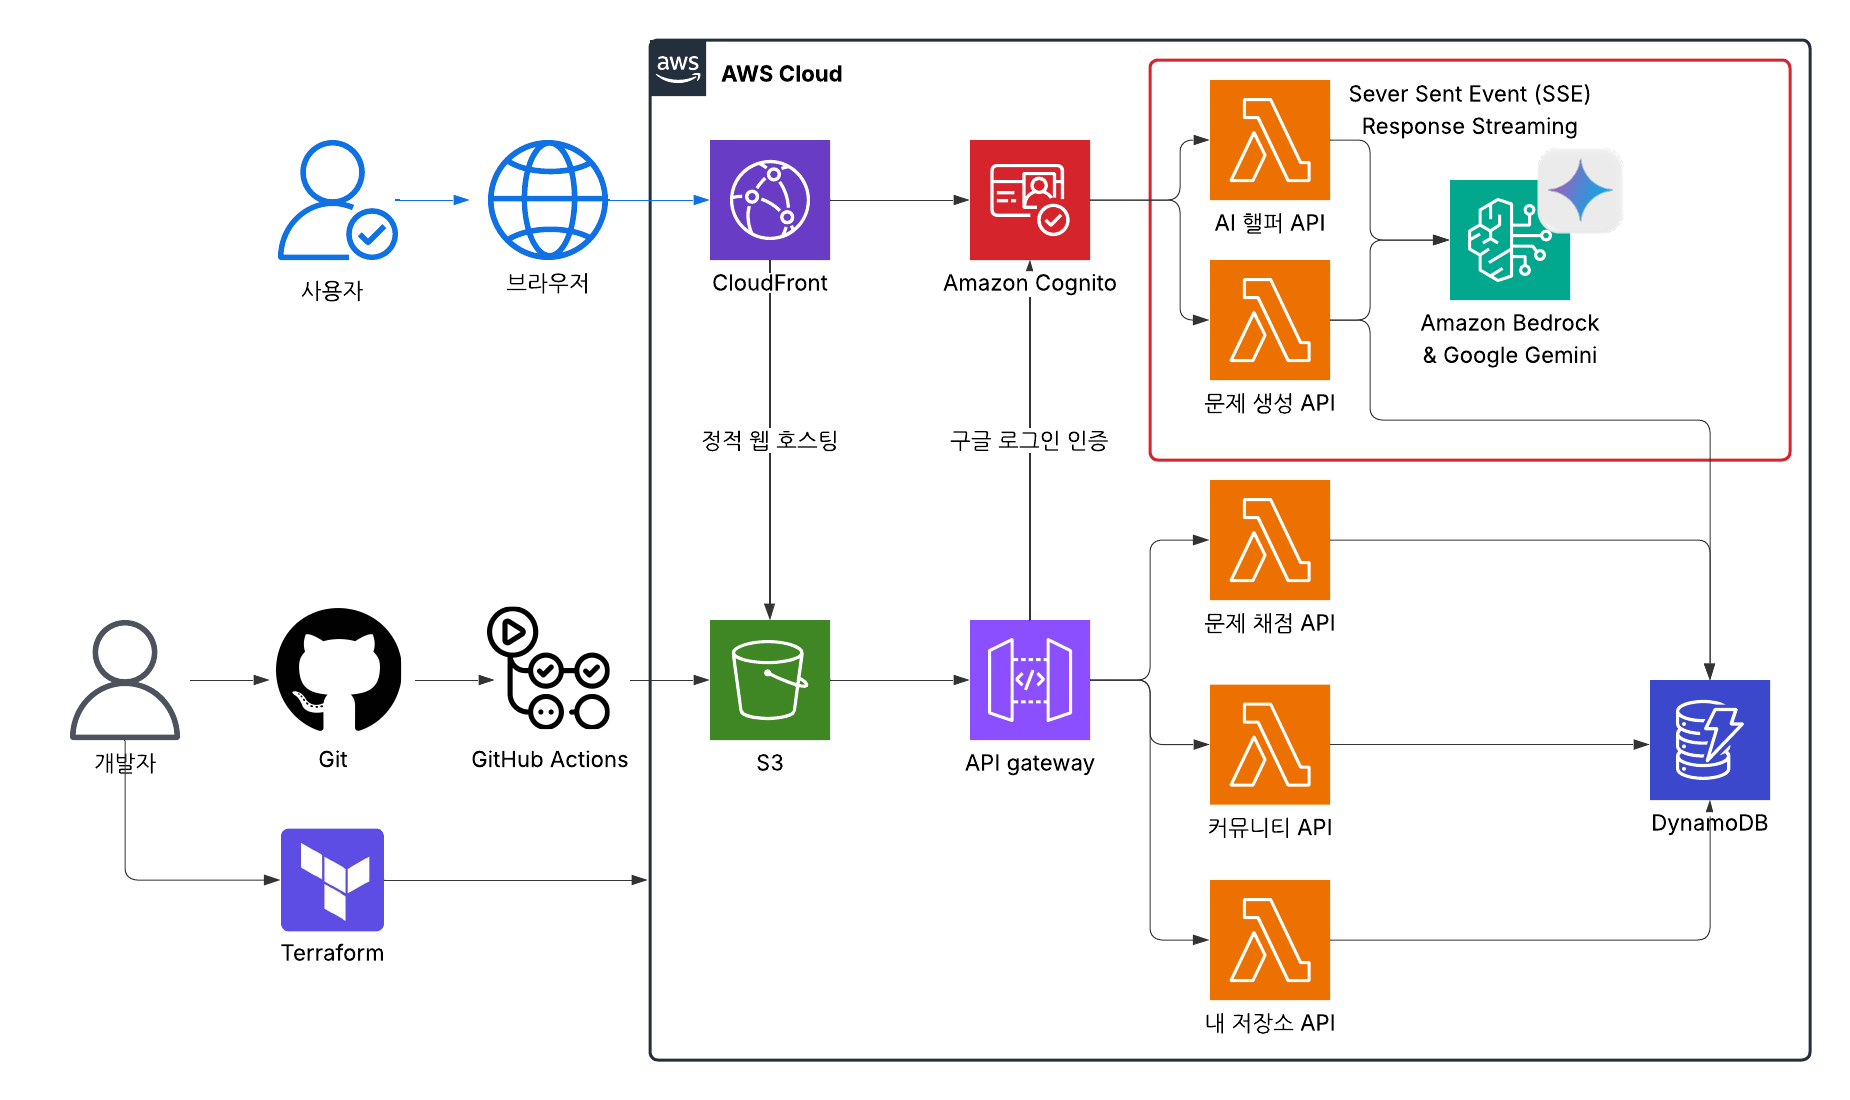 aws
AWS Cloud
Sever Sent Event (SSE)
Response Streaming
사용자
브라우저
CloudFront
Amazon Cognito
AI 핼퍼 API
Amazon Bedrock
& Google Gemini
문제 생성 API
정적 웹 호스팅
구글 로그인 인증
문제 채점 API
개발자
Git
GitHub Actions
S3
</>
API gateway
커뮤니티 API
DynamoDB
Terraform
내 저장소 API